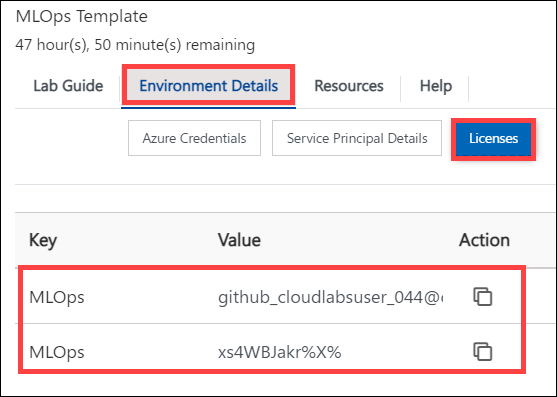 MLOps Template
47 hour(s), 50 minute(s) remaining
Lab Guide Environment Details Resources Help
Azure Credentials Service Principal Details Licenses
Key Value Action
MLOps github_cloudlabsuser_044@
MLOps xs4WBJakr%X%